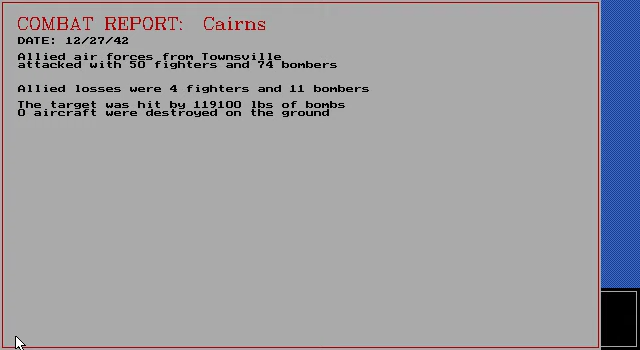 COMBAT REPORT: Cairns
DATE: 12/27/42
Allied air forces from Townsville
attacked with 50 fighters and 74 bombers
Allied losses were 4 fighters and 11 bombers
The target was hit by 119100 lbs of bombs
0 aircraft were destroyed on the ground